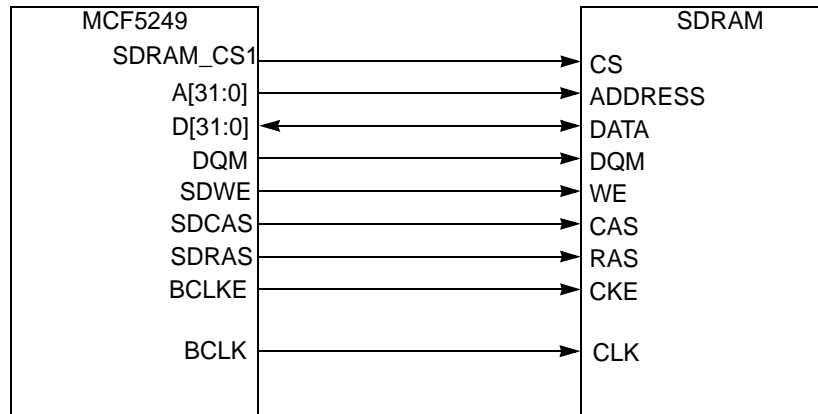 MCF5249
SDRAM
SDRAM_CS1
CS
A[31:0]
ADDRESS
D[31:0]
DATA
DQM
DQM
SDWE
WE
SDCAS
CAS
SDRAS
RAS
BCLKE
CKE
BCLK
CLK